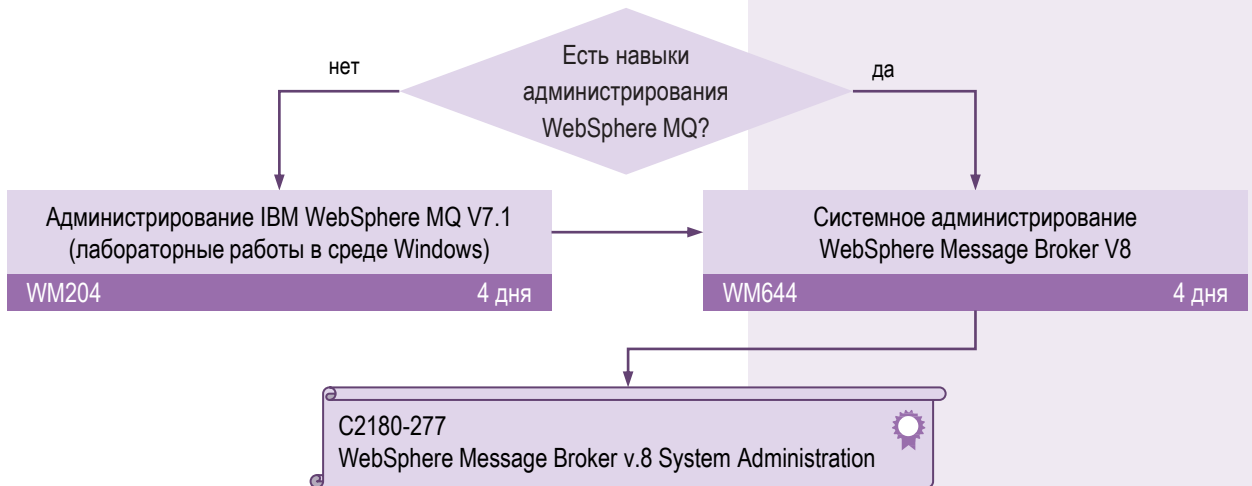 Есть навыки
администрирования
WebSphere MQ?
нет
да
Администрирование IBM WebSphere MQ V7.1
(лабораторные работы в среде Windows)
WM204
4 дня
Системное администрирование
WebSphere Message Broker V8
WM644
4 дня
C2180-277
WebSphere Message Broker v.8 System Administration